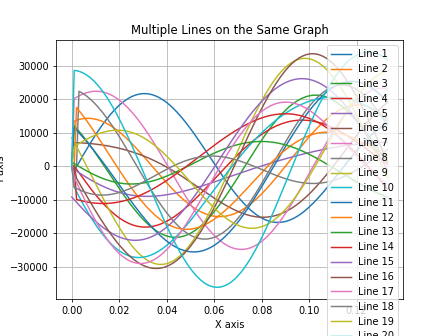 Multiple Lines on the Same Graph
30000
20000
10000
0
−10000
−20000
−30000
axis
0.00
0.02
0.04
0.06
0.08
0.10
X axis
Line 1
Line 2
Line 3
Line 4
Line 5
Line 6
Line 7
Line 8
Line 9
Line 10
Line 11
Line 12
Line 13
Line 14
Line 15
Line 16
Line 17
Line 18
Line 19
Line 20